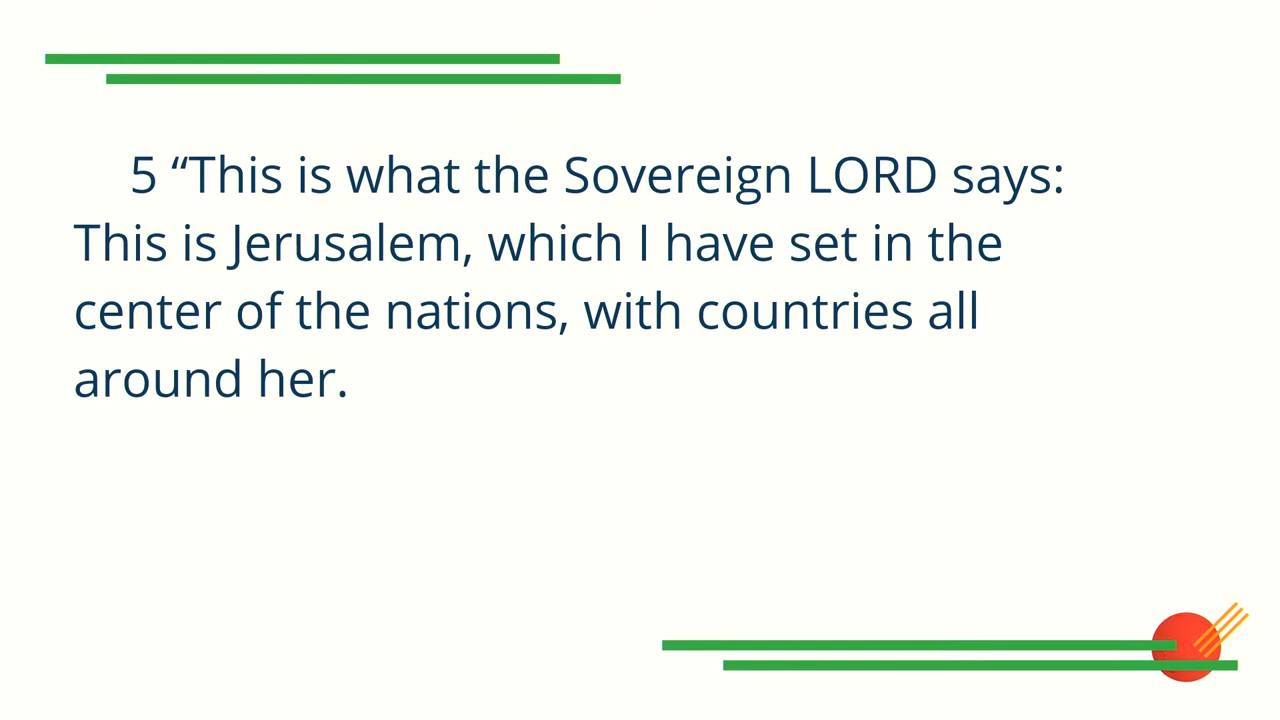 5 “This is what the Sovereign LORD says:
This is Jerusalem, which I have set in the
center of the nations, with countries all
around her.